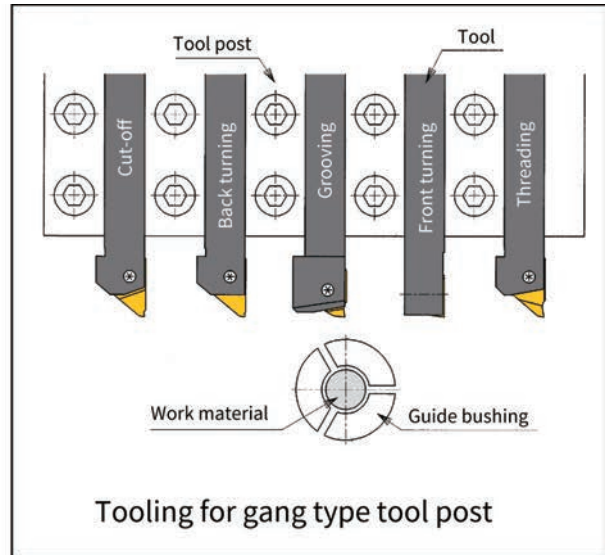 Tool post
Tool
Cut-off
Back turning
Grooving
Front turning
Threading
Work material
Guide bushing
Tooling for gang type tool post